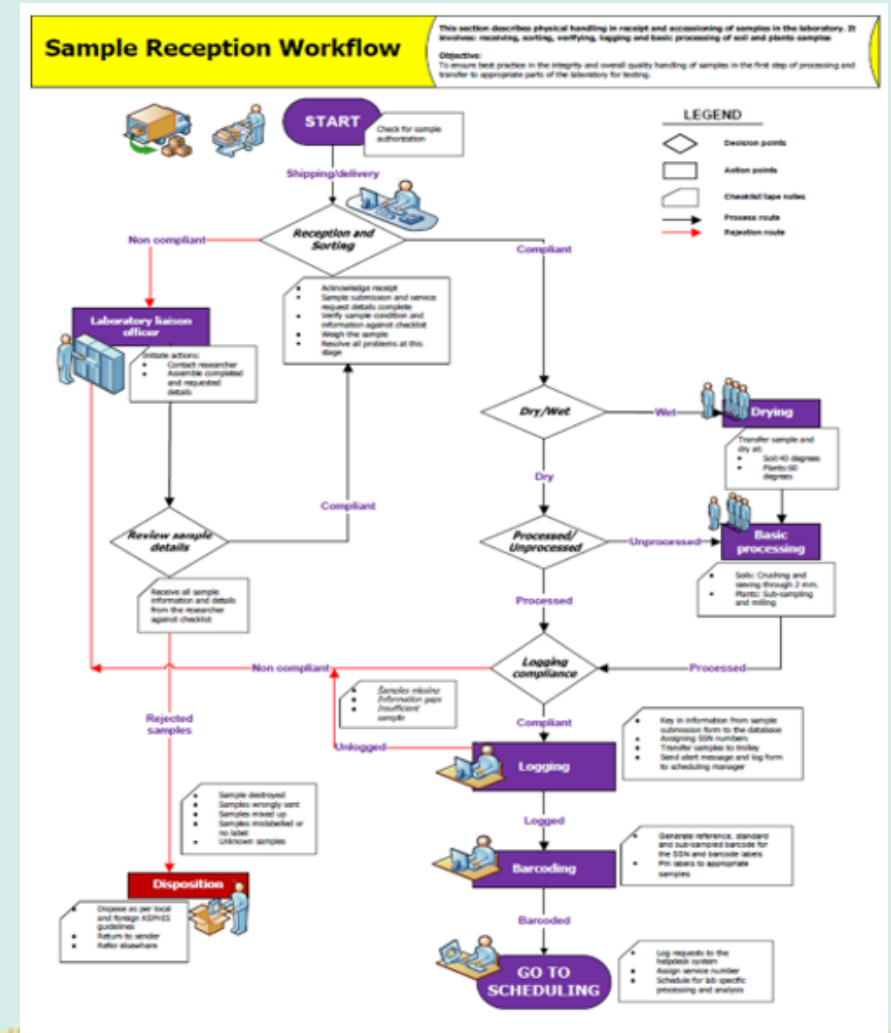 Sample Reception Workflow
This section describes physical handling in receipt and accessioning of samples in the laboratory. It
involves: receiving, sorting, verifying, logging and basic processing of soil and plants samples
Objective:
To ensure best practice in the integrity and overall quality handling of samples in the first step of processing and
transfer to appropriate parts of the laboratory for testing.
START
Check for sample
authorization
LEGEND
Decision points
Action points
Checklist tape notes
Process route
Rejection route
Shipping/delivery
Reception and
Sorting
Non compliant
Compliant
Acknowledge receipt
Sample submission and service
request details complete
Verify sample condition and
information against checklist
Weigh the sample
Resolve all problems at this
stage
Laboratory liaison
officer
Initiate actions:
Contact researcher
Assemble completed
and requested
details
Dry/Wet
Wet
Drying
Transfer sample and
dry at:
Soil:40 degrees
Plants:60
degrees
Dry
Compliant
Review sample
details
Processed/
Unprocessed
Unprocessed
Basic
processing
Receive all sample
information and details
from the researcher
against checklist
Soils: Crushing and
sieving through 2 mm.
Plants: Sub-sampling
and milling
Processed
Logging
compliance
Non compliant
Processed
Samples missing
Information gaps
Insufficient
sample
Rejected
samples
Compliant
Unlogged
Logging
Key in information from sample
submission form to the database
Assigning SSN numbers
Transfer samples to trolley
Send alert message and log form
to scheduling manager
Sample destroyed
Samples wrongly sent
Samples mixed up
Samples mislabelled or
no label
Unknown samples
Logged
Barcoding
Generate reference, standard
and sub-sampled barcode for
the SSN and barcode labels
Pin labels to appropriate
samples
Disposition
Dispose as per local
and foreign KEPHIS
guidelines
Return to sender
Refer elsewhere
Barcoded
GO TO
SCHEDULING
Log requests to the
helpdesk system
Assign service number
Schedule for lab specific
processing and analysis